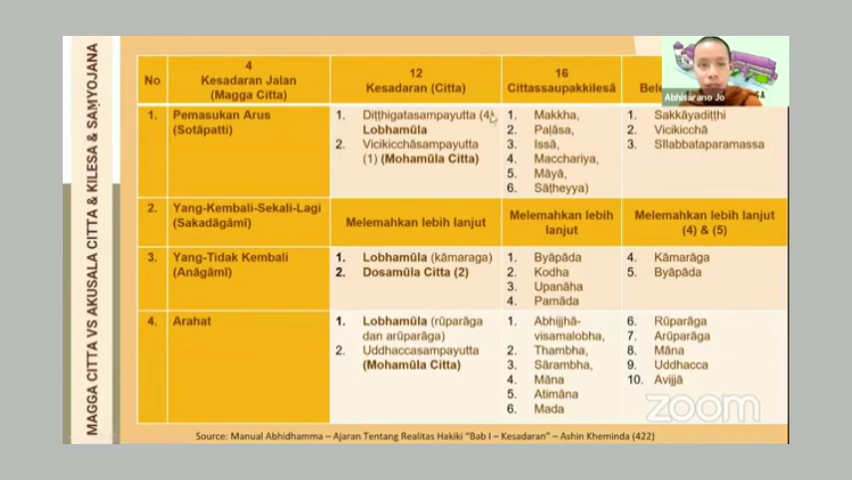 MAGGA CITTA VS AKUSALA CITTA & KILESA & SAṂYOJANA
No
4
Kesadaran Jalan
(Magga Citta)
12
Kesadaran (Citta)
16
Cittassaupakkilesā
1.
Pemasukan Arus
(Sotāpatti)
1. Diṭṭhigatasampayutta (4)
Lobhamūla
2. Vicikicchāsampayutta
(1) (Mohamūla Citta)
1. Makkha,
2. Paḷāsa,
3. Issā,
4. Macchariya,
5. Māyā,
6. Sāṭheyya)
1. Sakkāyadiṭṭhi
2. Vicikicchā
3. Sīlabbataparamassa
2.
Yang-Kembali-Sekali-Lagi
(Sakadāgāmī)
Melemahkan lebih lanjut
Melemahkan lebih
lanjut
Melemahkan lebih lanjut
(4) & (5)
3.
Yang-Tidak Kembali
(Anāgāmī)
1. Lobhamūla (kāmaraga)
2. Dosamūla Citta (2)
1. Byāpāda
2. Kodha
3. Upanāha
4. Pamāda
4. Kāmarāga
5. Byāpāda
4.
Arahat
1. Lobhamūla (rūparāga
dan arūparāga)
2. Uddhaccasampayutta
(Mohamūla Citta)
1. Abhijjhā-
visamalobha,
2. Thambha,
3. Sārambha,
4. Māna
5. Atimāna
6. Mada
6. Rūparāga
7. Arūparāga
8. Māna
9. Uddhacca
10. Avijjā
Abhisarano Jo
zoom
Source: Manual Abhidhamma – Ajaran Tentang Realitas Hakiki “Bab I – Kesadaran” – Ashin Kheminda (422)